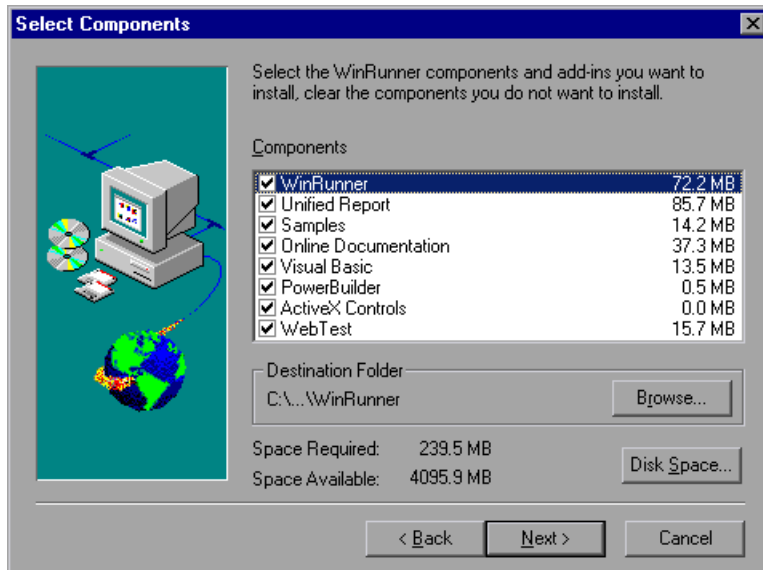 Select Components
Select the WinRunner components and add-ins you want to
install, clear the components you do not want to install.
Components
WinRunner 72.2 MB
Unified Report 85.7 MB
Samples 14.2 MB
Online Documentation 37.3 MB
Visual Basic 13.5 MB
PowerBuilder 0.5 MB
ActiveX Controls 0.0 MB
WebTest 15.7 MB
Destination Folder
C:\...\WinRunner Browse...
Space Required: 239.5 MB
Space Available: 4095.9 MB
Disk Space...
< Back Next > Cancel